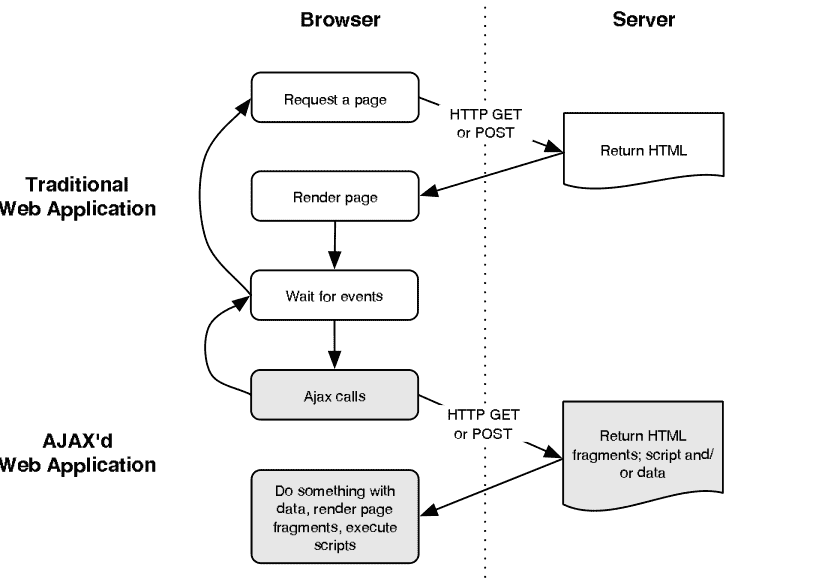 Browser
Server
Request a page
HTTP GET
or POST
Return HTML
Traditional
Web Application
Render page
Wait for events
Ajax calls
HTTP GET
or POST
AJAX'd
Web Application
Return HTML
fragments; script and/
or data
Do something with
data, render page
fragments, execute
scripts